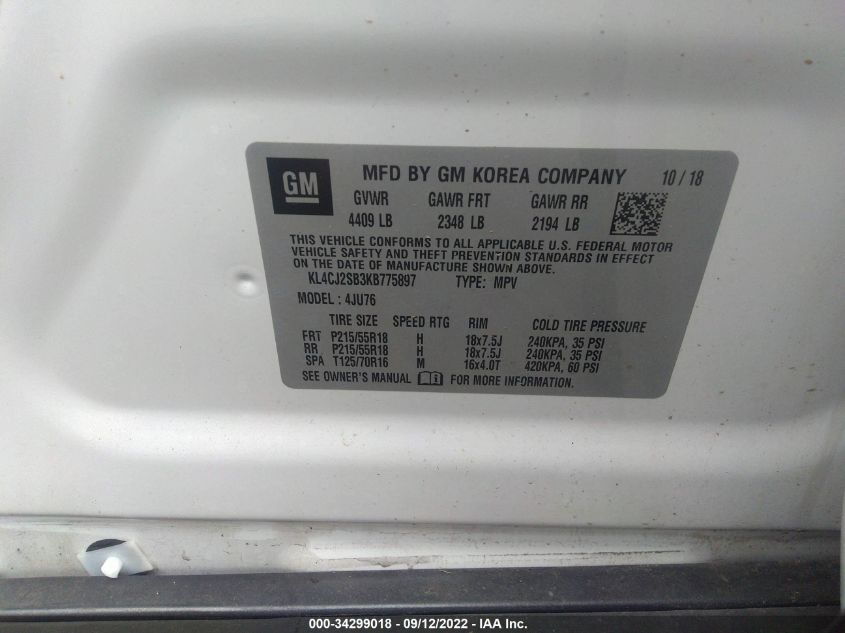 GM
MFD BY GM KOREA COMPANY 10 / 18
GVWR GAWR FRT GAWR RR
4409 LB 2348 LB 2194 LB
THIS VEHICLE CONFORMS TO ALL APPLICABLE U.S. FEDERAL MOTOR
VEHICLE SAFETY AND THEFT PREVENTION STANDARDS IN EFFECT
ON THE DATE OF MANUFACTURE SHOWN ABOVE.
KL4CJ2SB3KB775897 TYPE: MPV
MODEL : 4JU76
TIRE SIZE SPEED RTG RIM COLD TIRE PRESSURE
FRT P215/55R18 H 18x7.5J 240KPA, 35 PSI
RR P215/55R18 H 18x7.5J 240KPA, 35 PSI
SPA T125/70R16 M 16x4.0T 420KPA, 60 PSI
SEE OWNER'S MANUAL FOR MORE INFORMATION.
000-34299018 - 09/12/2022 - IAA Inc.